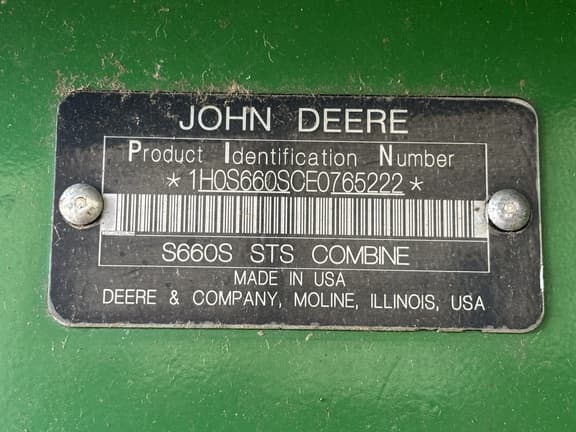 JOHN DEERE
Product Identification Number
*1H0S660SCE0765222*
S660S STS COMBINE
MADE IN USA
DEERE & COMPANY, MOLINE, ILLINOIS, USA